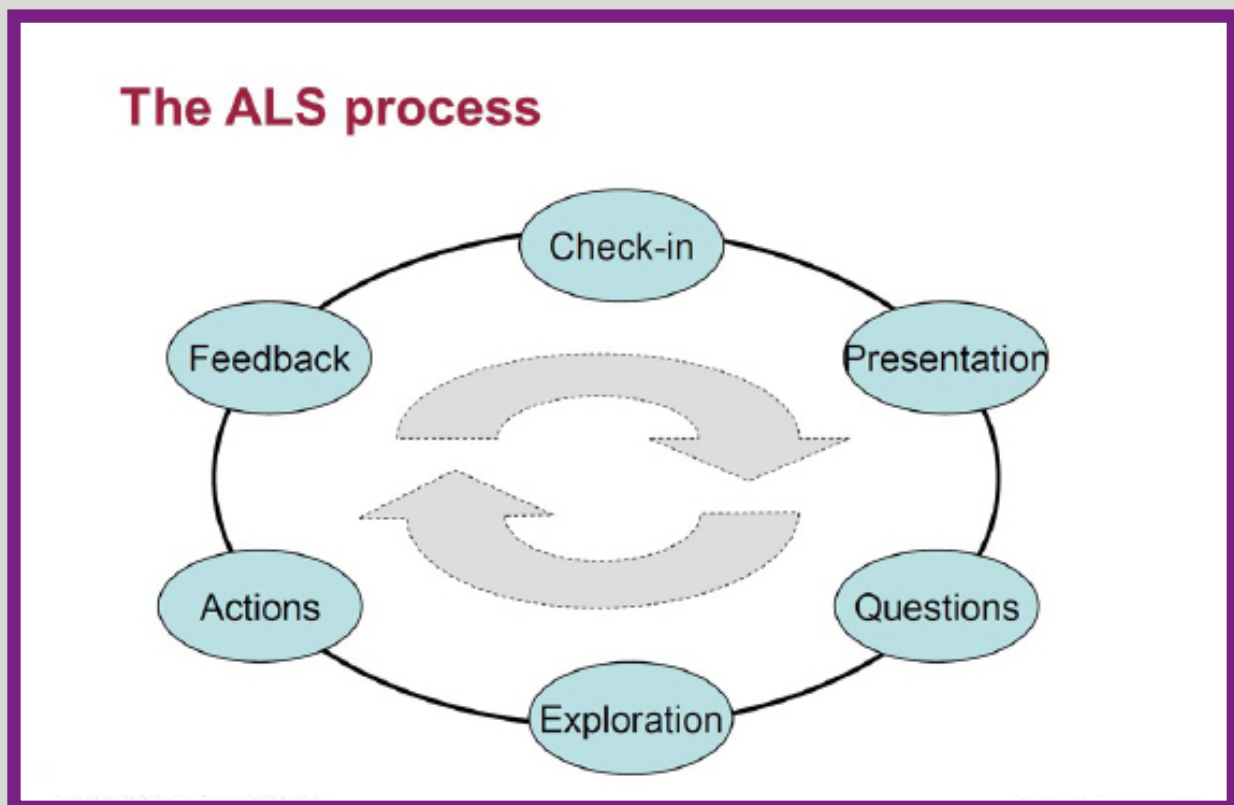 The ALS process
Check-in
Presentation
Questions
Exploration
Actions
Feedback